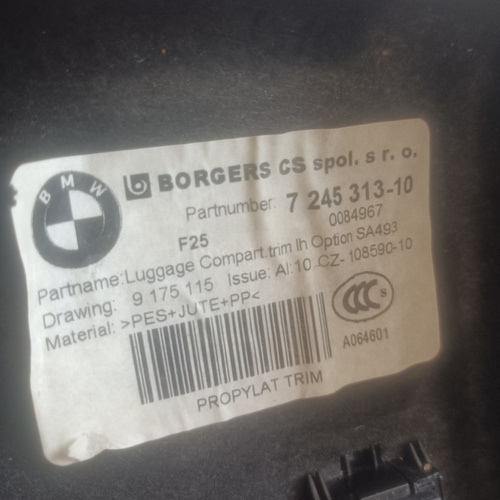 BMW
BORGERS CS spol. s r. o.
Partnumber: 7 245 313-10
0084967
F25
Partname:Luggage Compart.trim lh Option SA493
Drawing: 9 175 115 Issue: AI:10 CZ-108590-10
Material: >PES+JUTE+PP<
CCC S
A064601
PROPYLAT TRIM